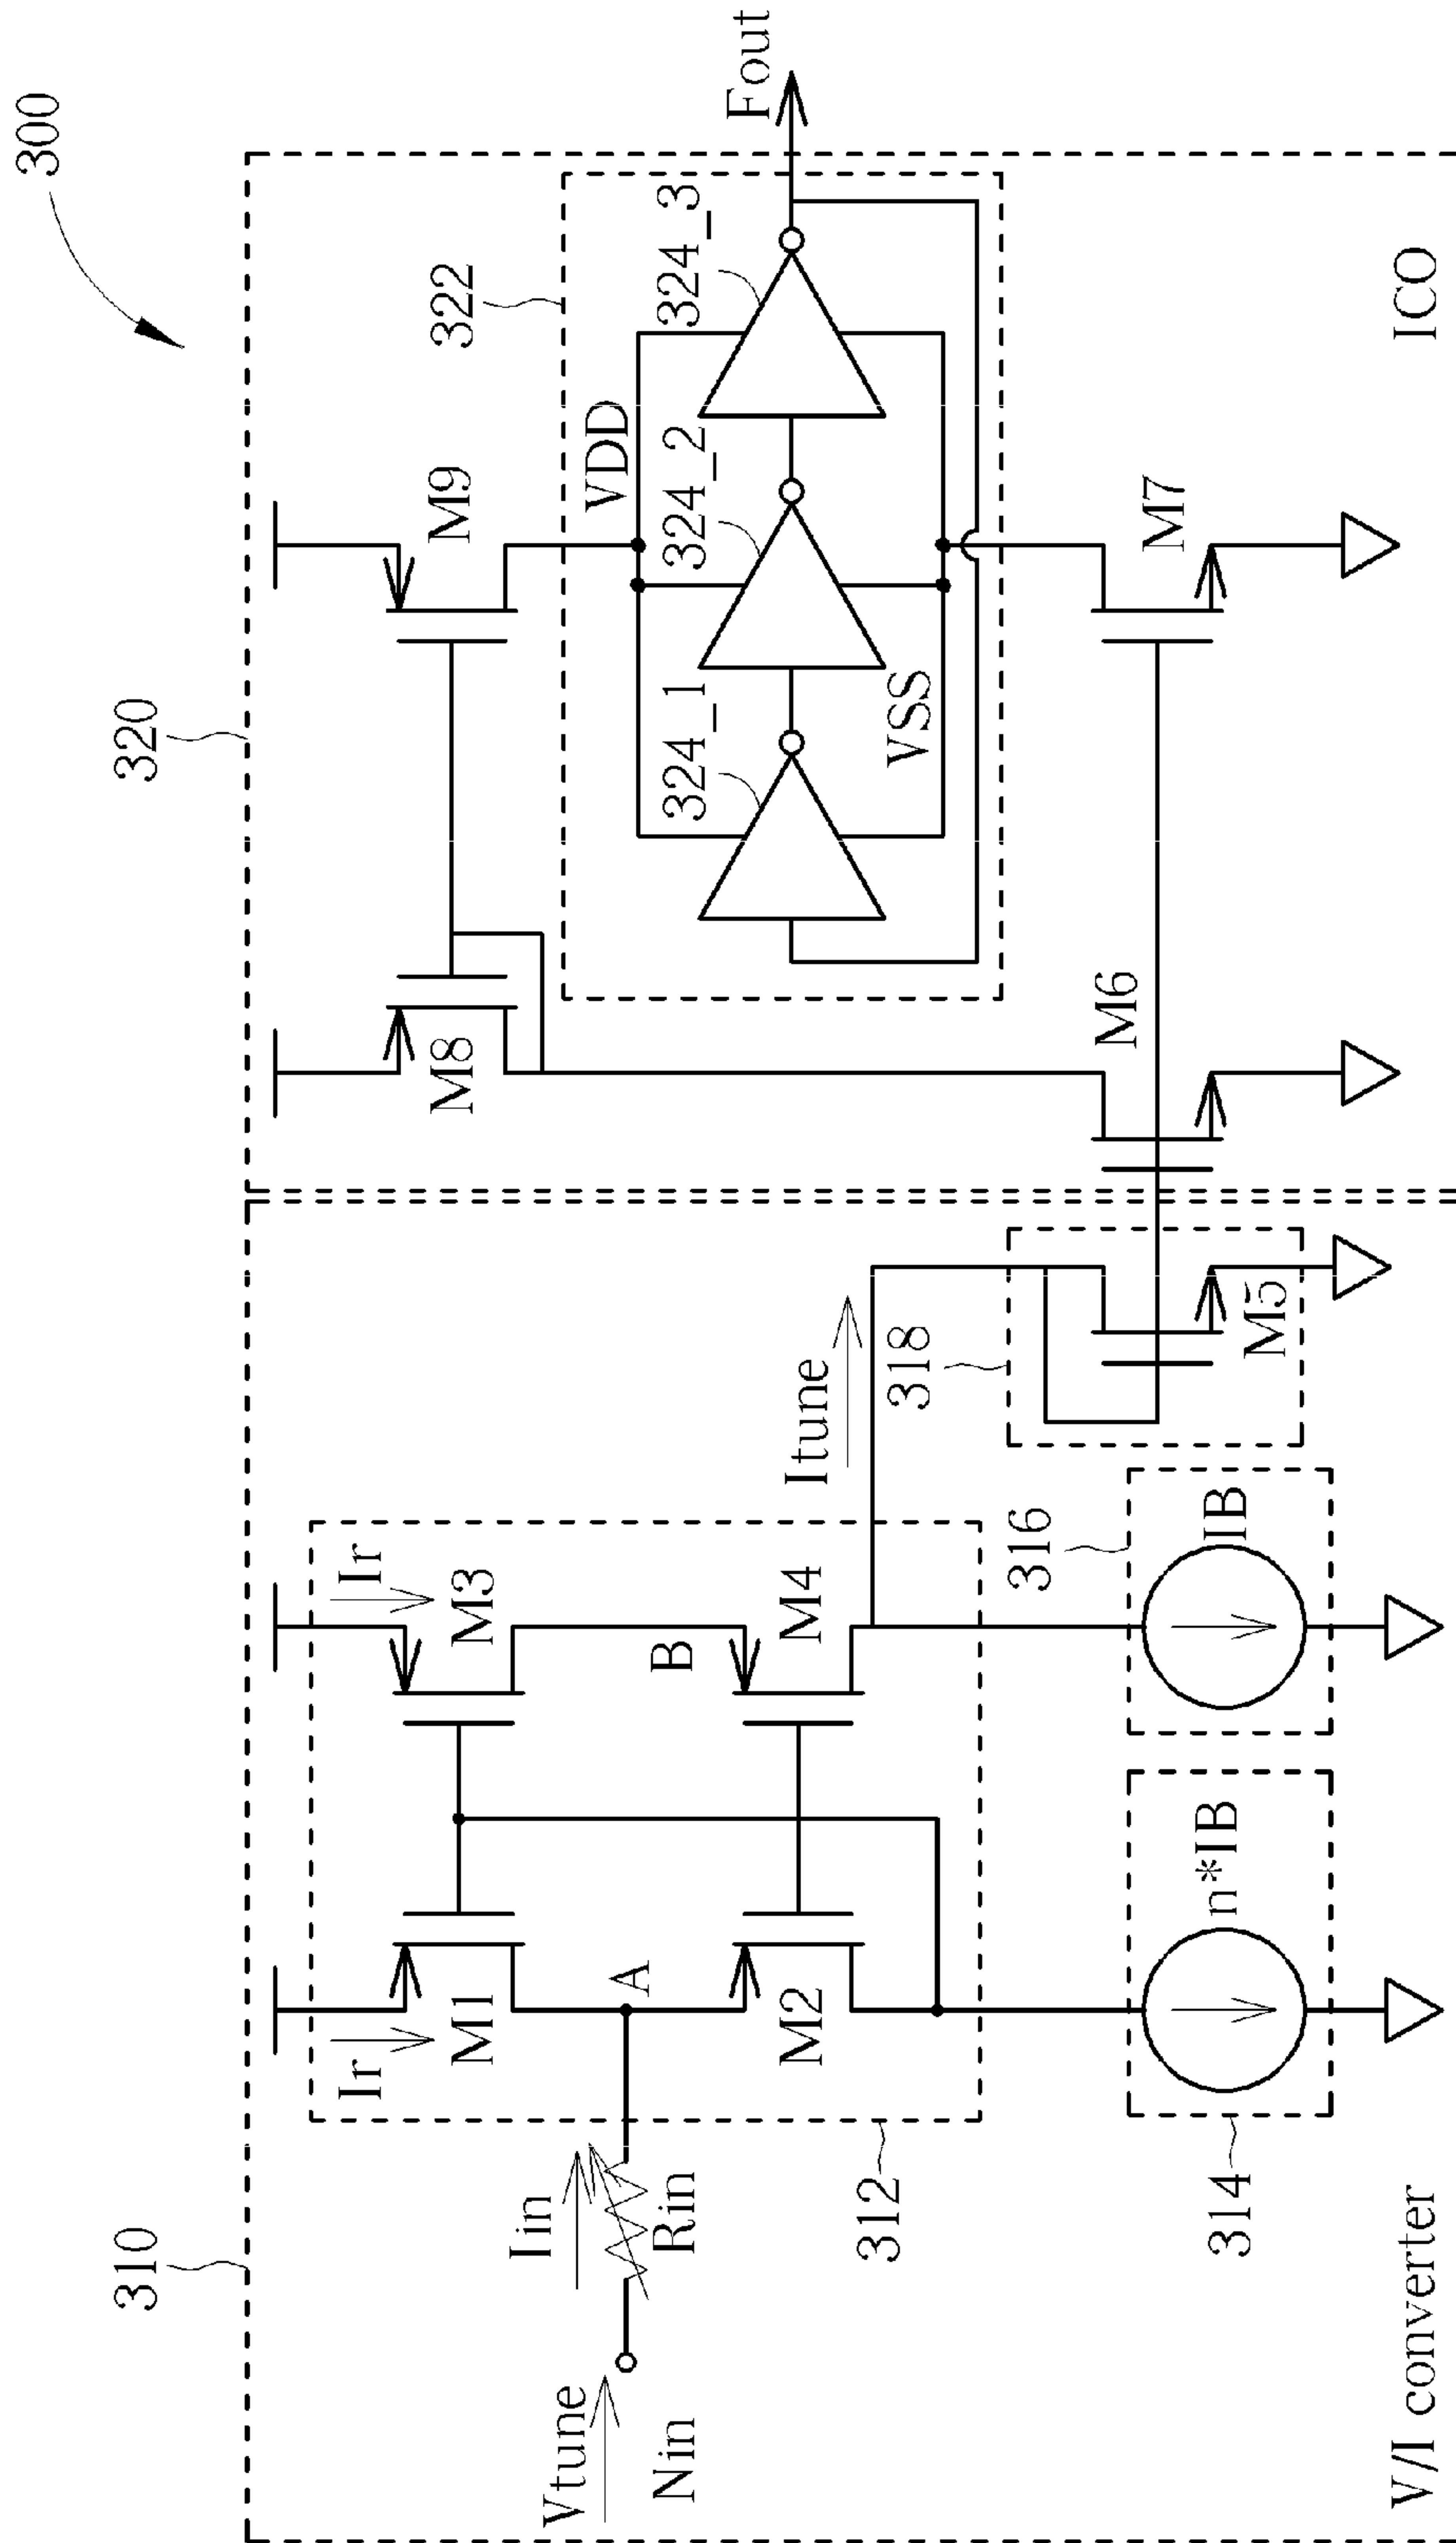 300
310
320
Ir
Ir
M1
M3
M8
M9
322
VDD
Iin
A
B
324_1
324_2
324_3
Vtune
Nin
Rin
M2
M4
Fout
Itune
VSS
312
318
M6
M7
316
n*IB
IB
M5
314
V/I converter
ICO